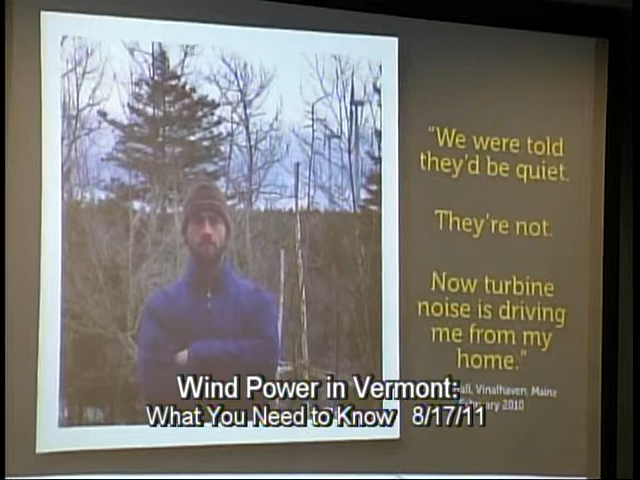 "We were told
they'd be quiet.
They're not.
Now turbine
noise is driving
me from my
home."
Vinalhaven, Maine
2010
Wind Power in Vermont:
What You Need to Know 8/17/11